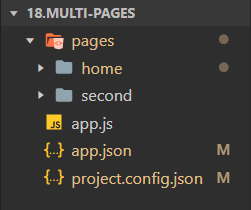 18.MULTI-PAGES
pages
home
second
JS app.js
{..} app.json M
{..} project.config.json M